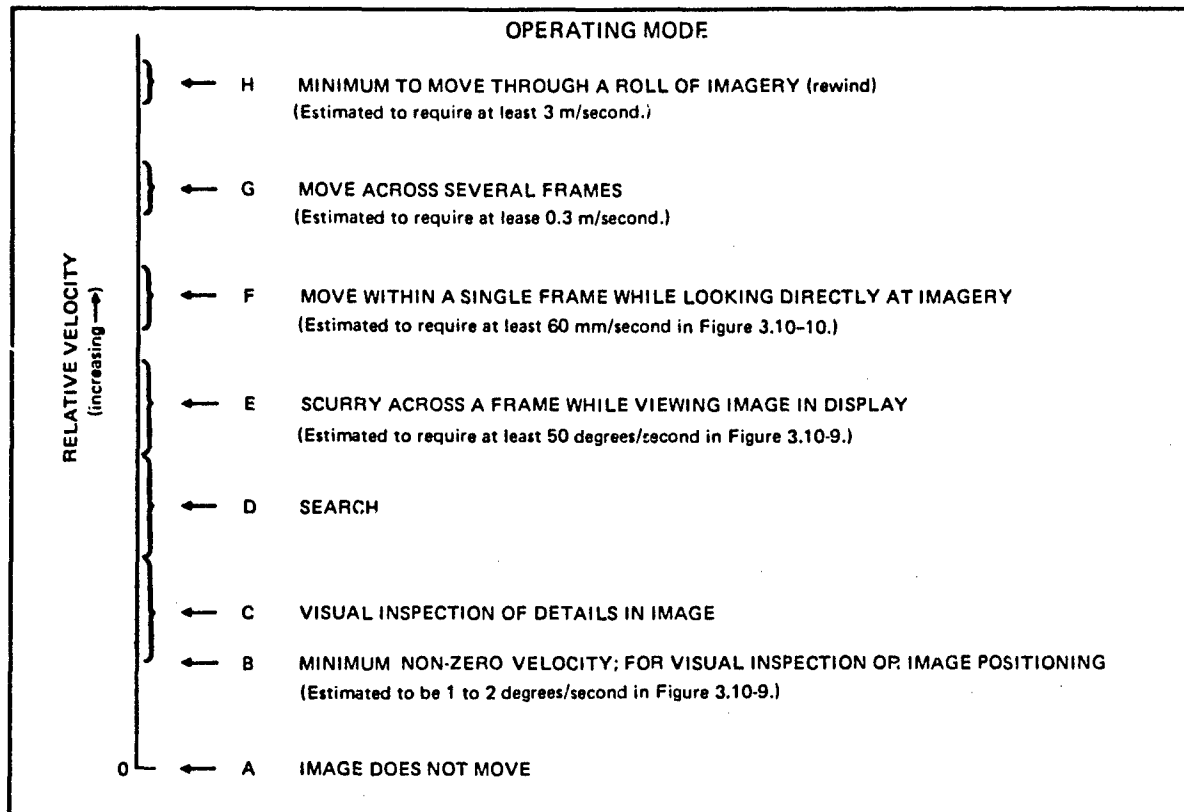 OPERATING MODE
H MINIMUM TO MOVE THROUGH A ROLL OF IMAGERY (rewind)
(Estimated to require at least 3 m/second.)
G MOVE ACROSS SEVERAL FRAMES
(Estimated to require at lease 0.3 m/second.)
RELATIVE VELOCITY
(increasing→)
F MOVE WITHIN A SINGLE FRAME WHILE LOOKING DIRECTLY AT IMAGERY
(Estimated to require at least 60 mm/second in Figure 3.10-10.)
E SCURRY ACROSS A FRAME WHILE VIEWING IMAGE IN DISPLAY
(Estimated to require at least 50 degrees/second in Figure 3.10-9.)
D SEARCH
C VISUAL INSPECTION OF DETAILS IN IMAGE
B MINIMUM NON-ZERO VELOCITY; FOR VISUAL INSPECTION OR IMAGE POSITIONING
(Estimated to be 1 to 2 degrees/second in Figure 3.10-9.)
0 A IMAGE DOES NOT MOVE